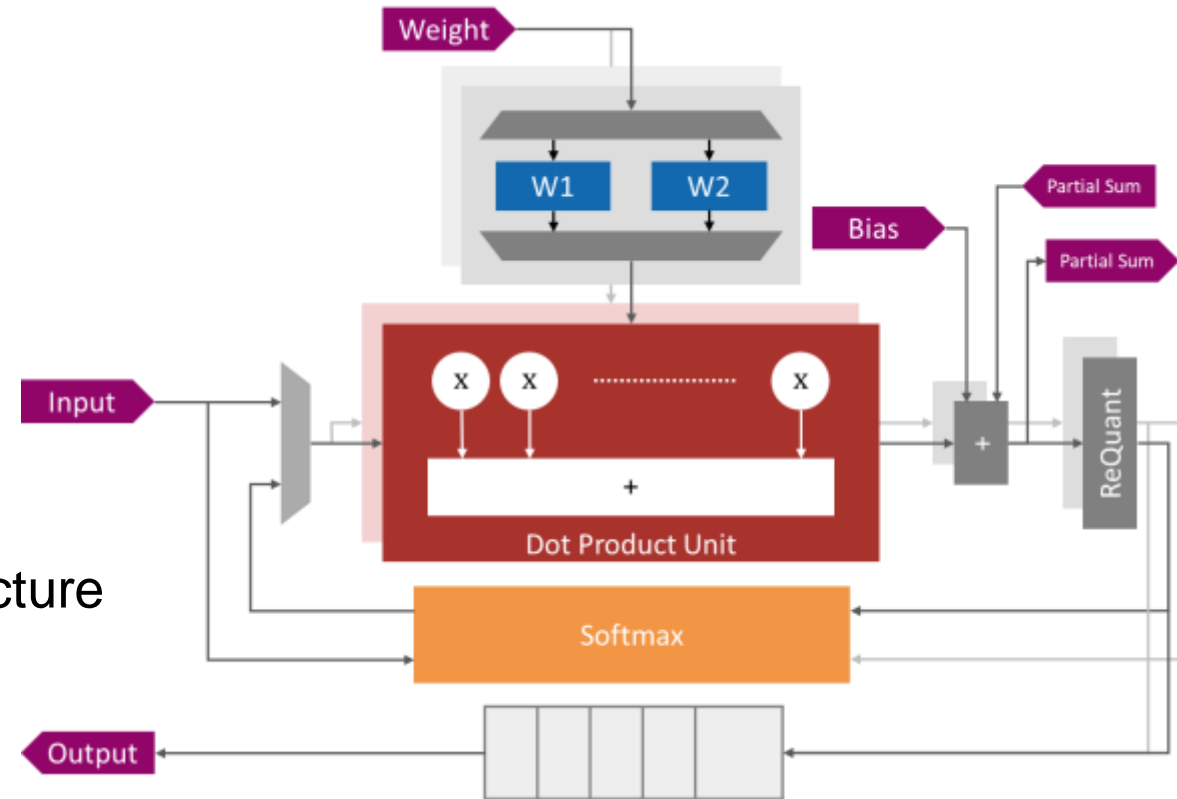 Weight
W1
W2
Partial Sum
Bias
Partial Sum
Input
x
x
x
+
+
ReQuant
Dot Product Unit
cture
Softmax
Output